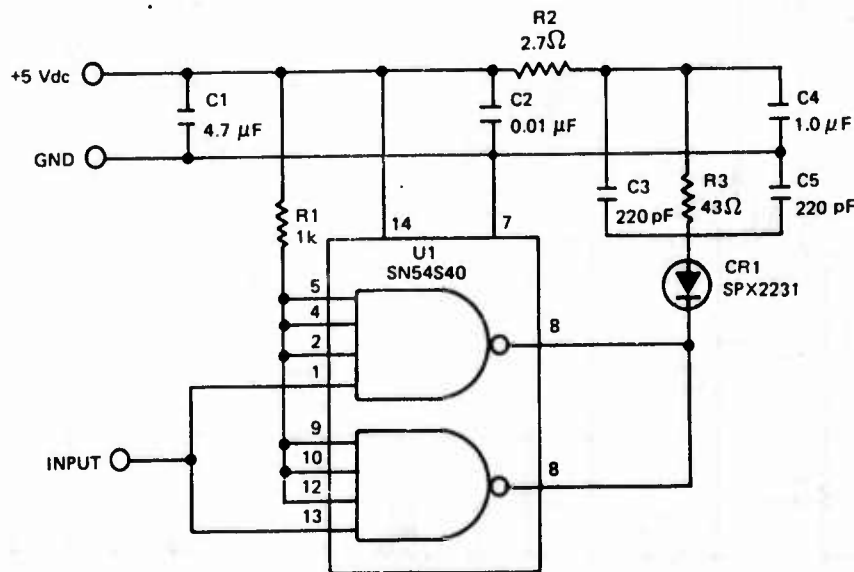 R2
2.7Ω
+5 Vdc
C1
4.7 μF
C2
0.01 μF
C4
1.0 μF
GND
R1
1k
14
7
C3
220 pF
R3
43Ω
C5
220 pF
U1
SN54S40
CR1
SPX2231
5
4
2
1
8
INPUT
9
10
12
13
8